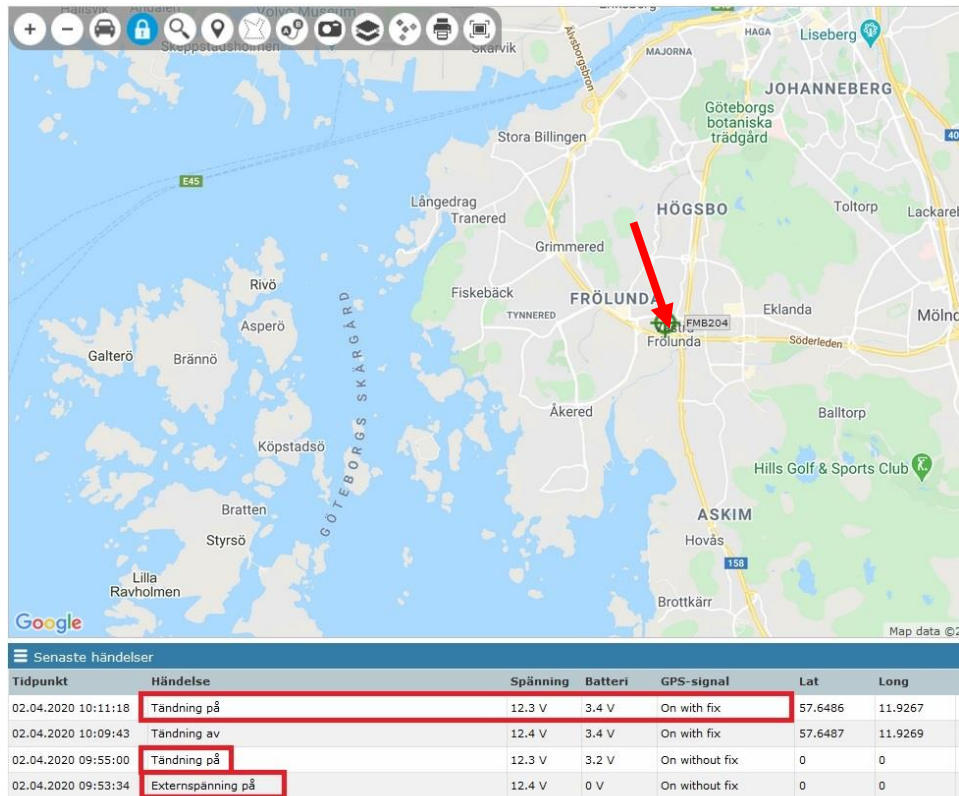 HAGA
Liseberg
MAJORNA
Älvsborgsbron
JOHANNEBERG
Göteborgs
botaniska
trädgård
Stora Billingen
E45
Långedrag
Tranered
HÖGSBO
Toltorp
Grimmered
Rivö
Fiskebäck
FRÖLUNDA
TYNNERED
Eklanda
Asperö
FMB204
Frölunda
Söderleden
Galterö
Brännö
GÖTEBORGS SKÄRGÅRD
Åkered
Balltorp
Köpstadsö
Hills Golf & Sports Club
Bratten
ASKIM
Styrsö
Hovås
158
Lilla
Ravholmen
Brottkärr
Google
Map data ©2
Senaste händelser
Tidpunkt Händelse Spänning Batteri GPS-signal Lat Long
02.04.2020 10:11:18 Tändning på 12.3 V 3.4 V On with fix 57.6486 11.9267
02.04.2020 10:09:43 Tändning av 12.4 V 3.4 V On with fix 57.6487 11.9269
02.04.2020 09:55:00 Tändning på 12.3 V 3.2 V On without fix 0 0
02.04.2020 09:53:34 Externspänning på 12.4 V 0 V On without fix 0 0